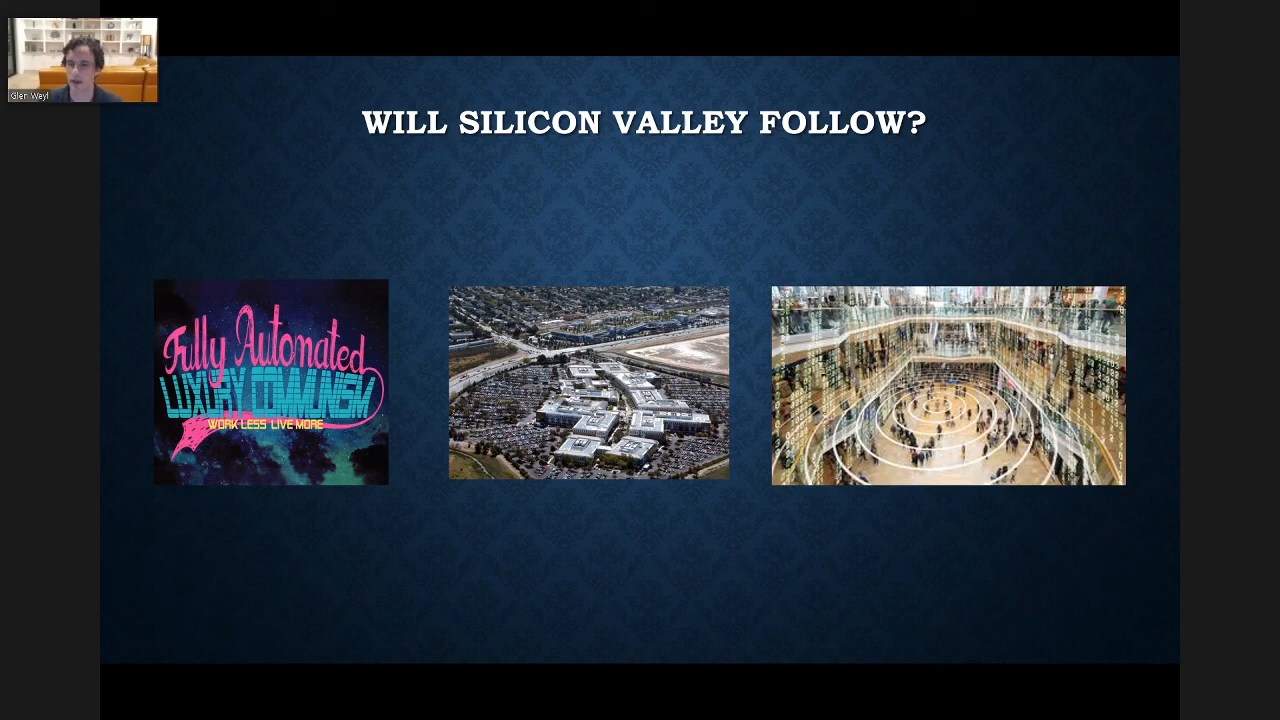 Glen Weyl
WILL SILICON VALLEY FOLLOW?
Fully Automated
LUXURY COMMUNISM
WORK LESS LIVE MORE